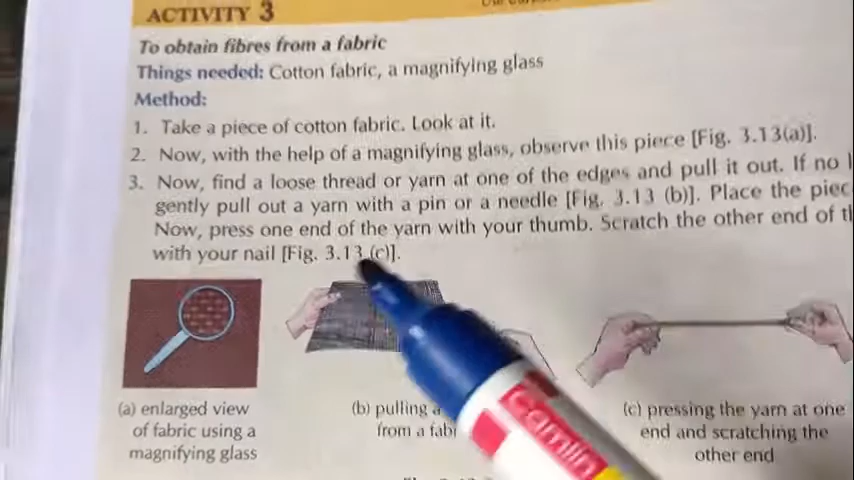 ACTIVITY 3
To obtain fibres from a fabric
Things needed: Cotton fabric, a magnifying glass
Method:
1. Take a piece of cotton fabric. Look at it.
2. Now, with the help of a magnifying glass, observe this piece [Fig. 3.13(a)].
3. Now, find a loose thread or yarn at one of the edges and pull it out. If no
gently pull out a yarn with a pin or a needle [Fig. 3.13 (b)]. Place the
Now, press one end of the yarn with your thumb. Scratch the other end of
with your nail [Fig. 3.13 (c)].
(a) enlarged view
of fabric using a
magnifying glass
(b) pulling a
from a
(c) pressing the yarn at one
end and scratching the
other end
Camlin